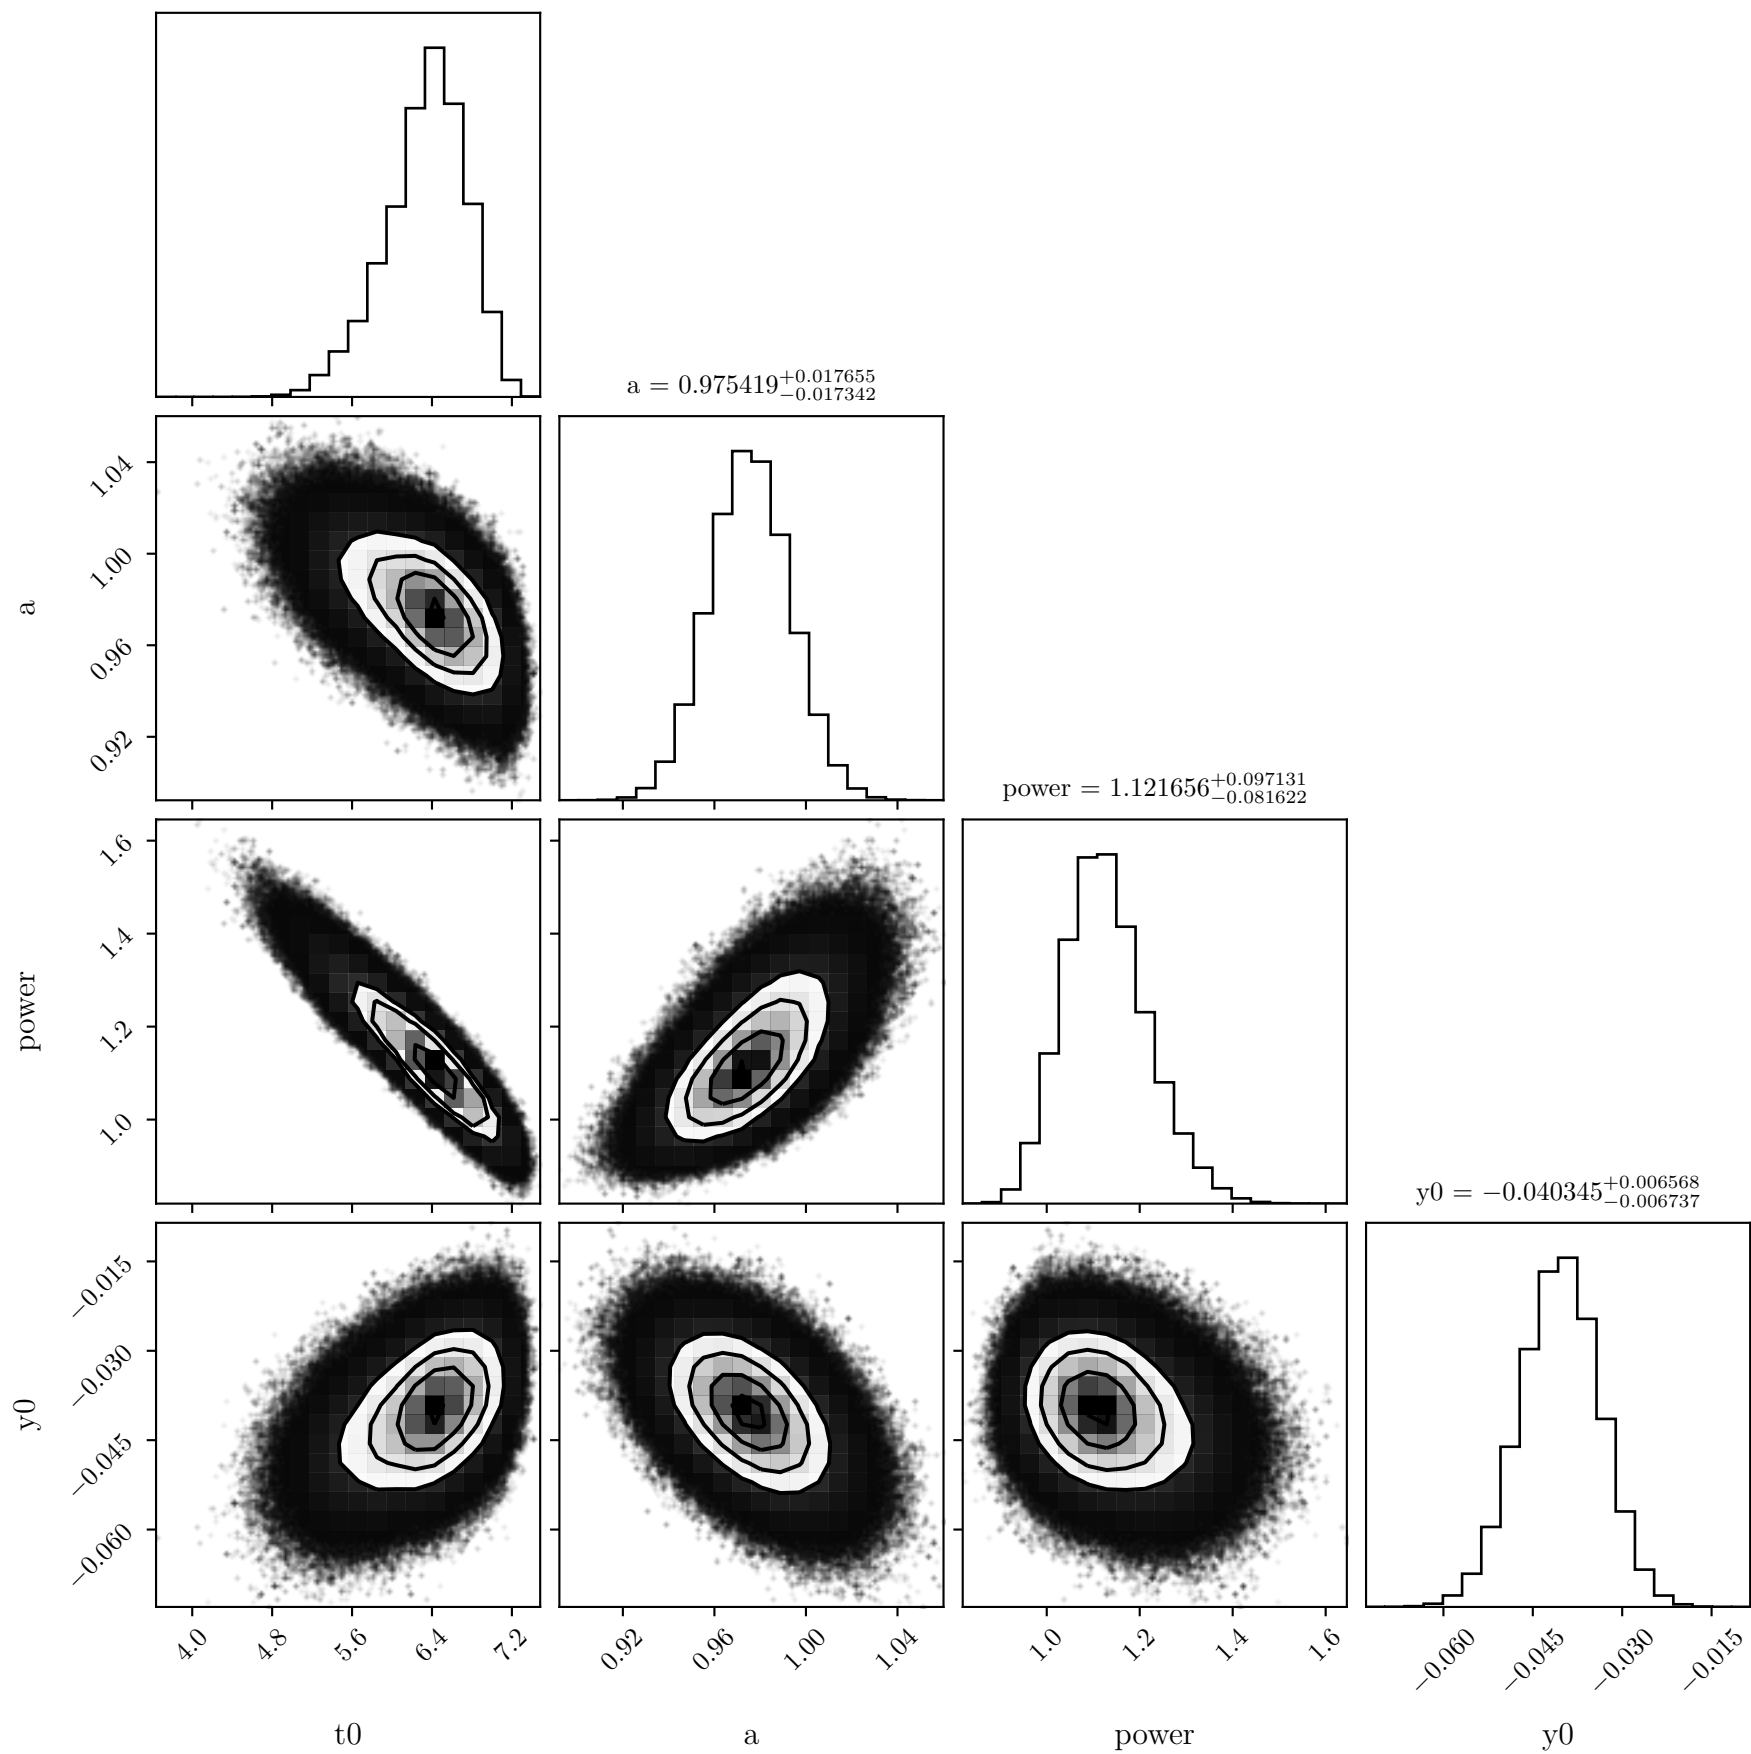 a = 0.975419+0.017655−0.017342
1.04
1.00
0.96
0.92
a
power = 1.121656+0.097131−0.081622
1.6
1.4
1.2
1.0
power
y0 = −0.040345+0.006568−0.006737
−0.015
−0.030
−0.045
−0.060
y0
4.0 4.8 5.6 6.4 7.2 0.92 0.96 1.00 1.04 1.0 1.2 1.4 1.6 −0.060 −0.045 −0.030 −0.015
t0 a power y0